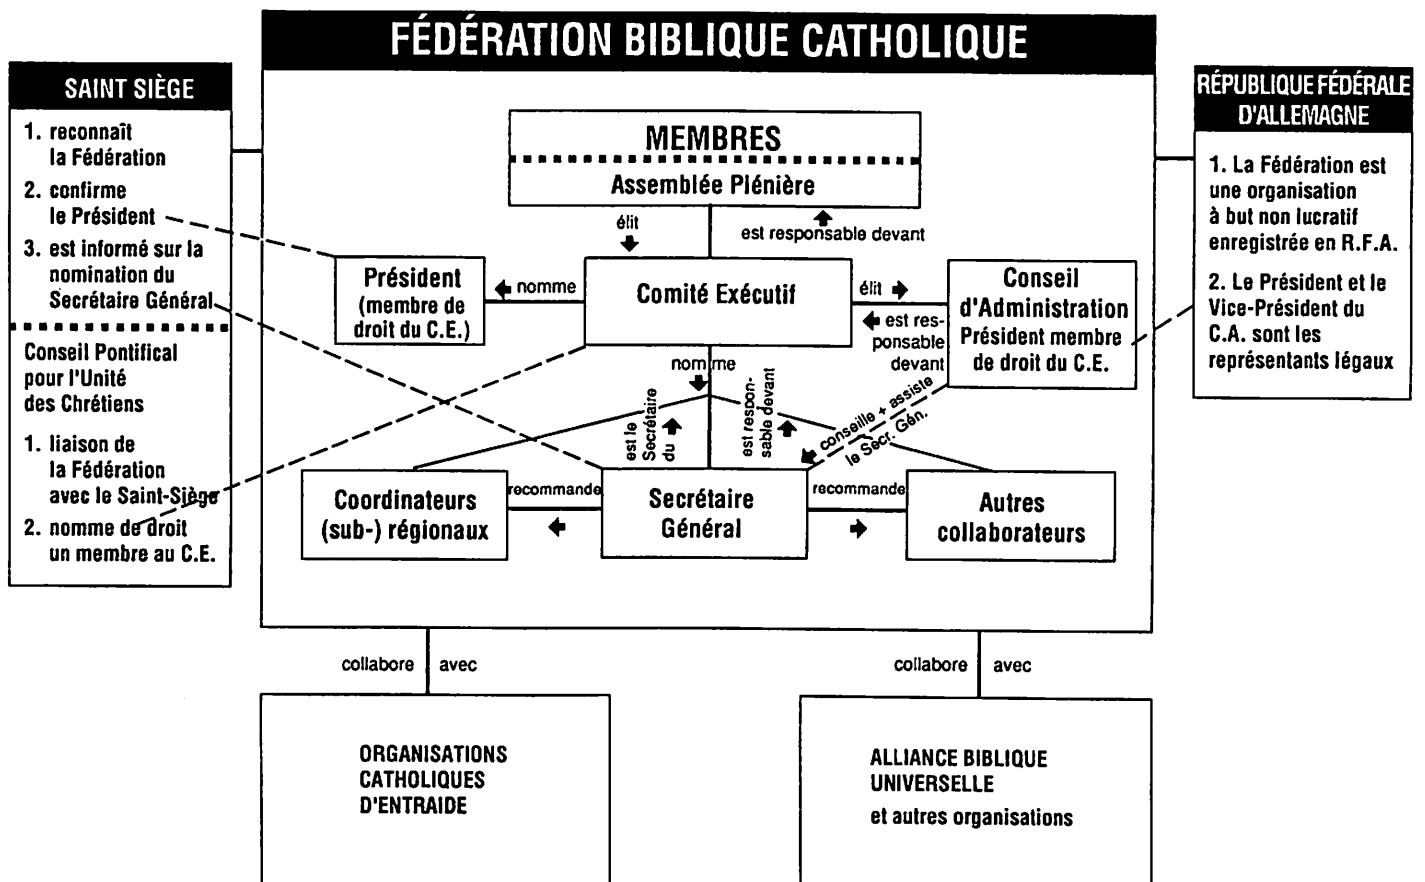 FÉDÉRATION BIBLIQUE CATHOLIQUE
SAINT SIÈGE
1. reconnaît
la Fédération
2. confirme
le Président
3. est informé sur la
nomination du
Secrétaire Général
Conseil Pontifical
pour l'Unité
des Chrétiens
1. liaison de
la Fédération
avec le Saint-Siège
2. nomme de droit
un membre au C.E.
MEMBRES
Assemblée Plénière
élit
est responsable devant
Président
(membre de
droit du C.E.)
nomme
Comité Exécutif
élit
est res-
ponsable
devant
Conseil
d'Administration
Président membre
de droit du C.E.
nomme
est le
Secrétaire
du
est respon-
sable devant
conseille + assiste
le Secr. Gén.
Coordinateurs
(sub-) régionaux
recommande
Secrétaire
Général
recommande
Autres
collaborateurs
RÉPUBLIQUE FÉDÉRALE
D'ALLEMAGNE
1. La Fédération est
une organisation
à but non lucratif
enregistrée en R.F.A.
2. Le Président et le
Vice-Président du
C.A. sont les
représentants légaux
collabore avec
collabore avec
ORGANISATIONS
CATHOLIQUES
D'ENTRAIDE
ALLIANCE BIBLIQUE
UNIVERSELLE
et autres organisations